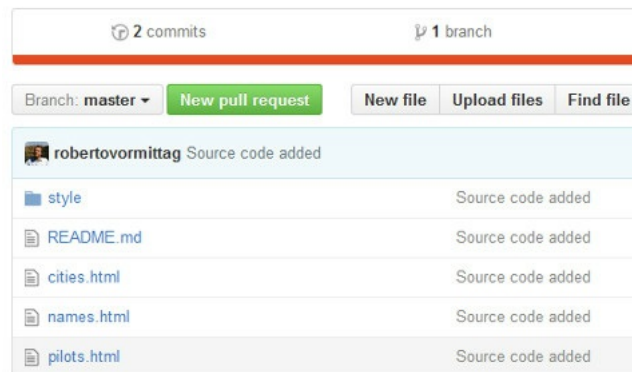 2 commits 1 branch
Branch: master New pull request New file Upload files Find file
robertovormittag Source code added
style Source code added
README.md Source code added
cities.html Source code added
names.html Source code added
pilots.html Source code added